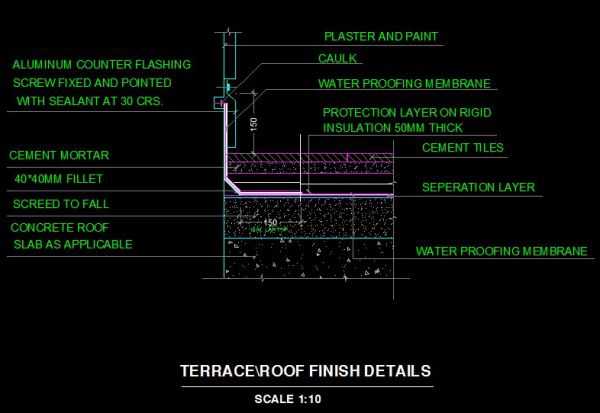 PLASTER AND PAINT
CAULK
ALUMINUM COUNTER FLASHING
SCREW FIXED AND POINTED
WITH SEALANT AT 30 CRS.
WATER PROOFING MEMBRANE
PROTECTION LAYER ON RIGID
INSULATION 50MM THICK
150
CEMENT TILES
CEMENT MORTAR
40*40MM FILLET
SEPERATION LAYER
SCREED TO FALL
150
CONCRETE ROOF
SLAB AS APPLICABLE
WATER PROOFING MEMBRANE
TERRACE\ROOF FINISH DETAILS
SCALE 1:10